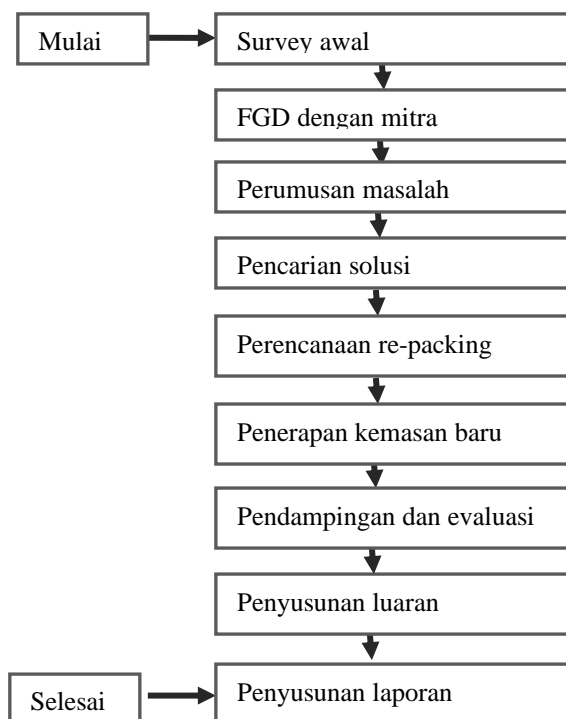 Mulai
Survey awal
FGD dengan mitra
Perumusan masalah
Pencarian solusi
Perencanaan re-packing
Penerapan kemasan baru
Pendampingan dan evaluasi
Penyusunan luaran
Selesai
Penyusunan laporan